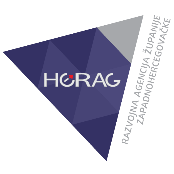 HERAG
RAZVOJNA AGENCIJA ŽUPANIJE
ZAPADNOHERCEGOVAČKE